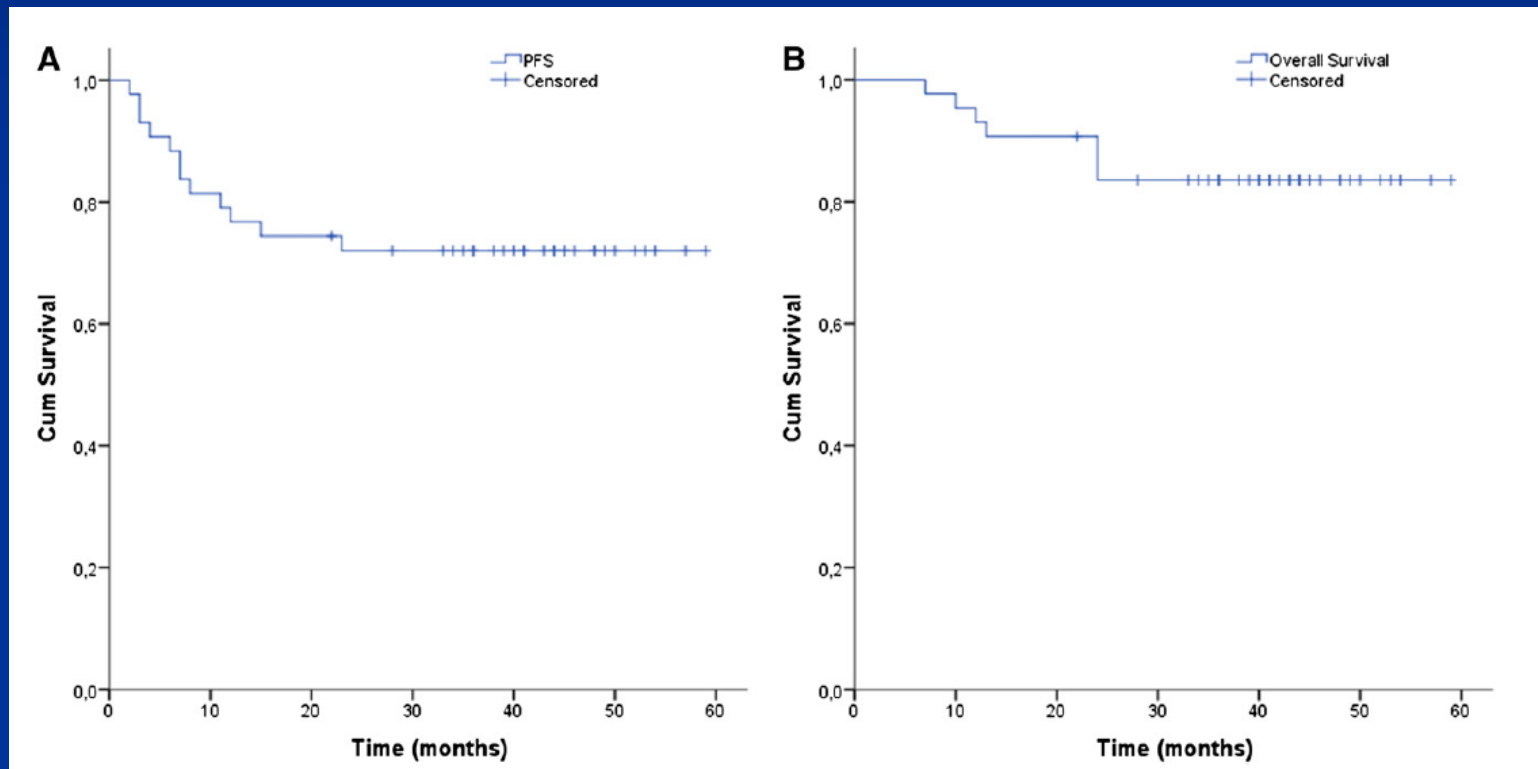 A
PFS
Censored
1,0
0,8
0,6
0,4
0,2
0,0
0 10 20 30 40 50 60
Cum Survival
Time (months)
B
Overall Survival
Censored
1,0
0,8
0,6
0,4
0,2
0,0
0 10 20 30 40 50 60
Cum Survival
Time (months)